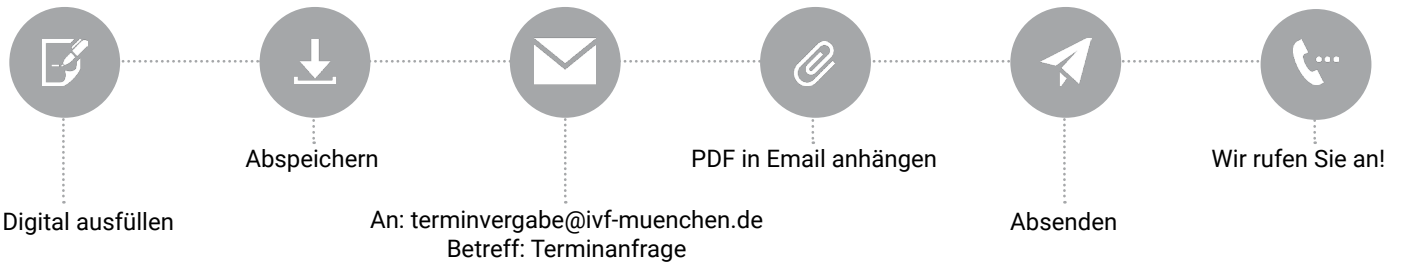 Digital ausfüllen
Abspeichern
An: terminvergabe@ivf-muenchen.de
Betreff: Terminanfrage
PDF in Email anhängen
Absenden
Wir rufen Sie an!